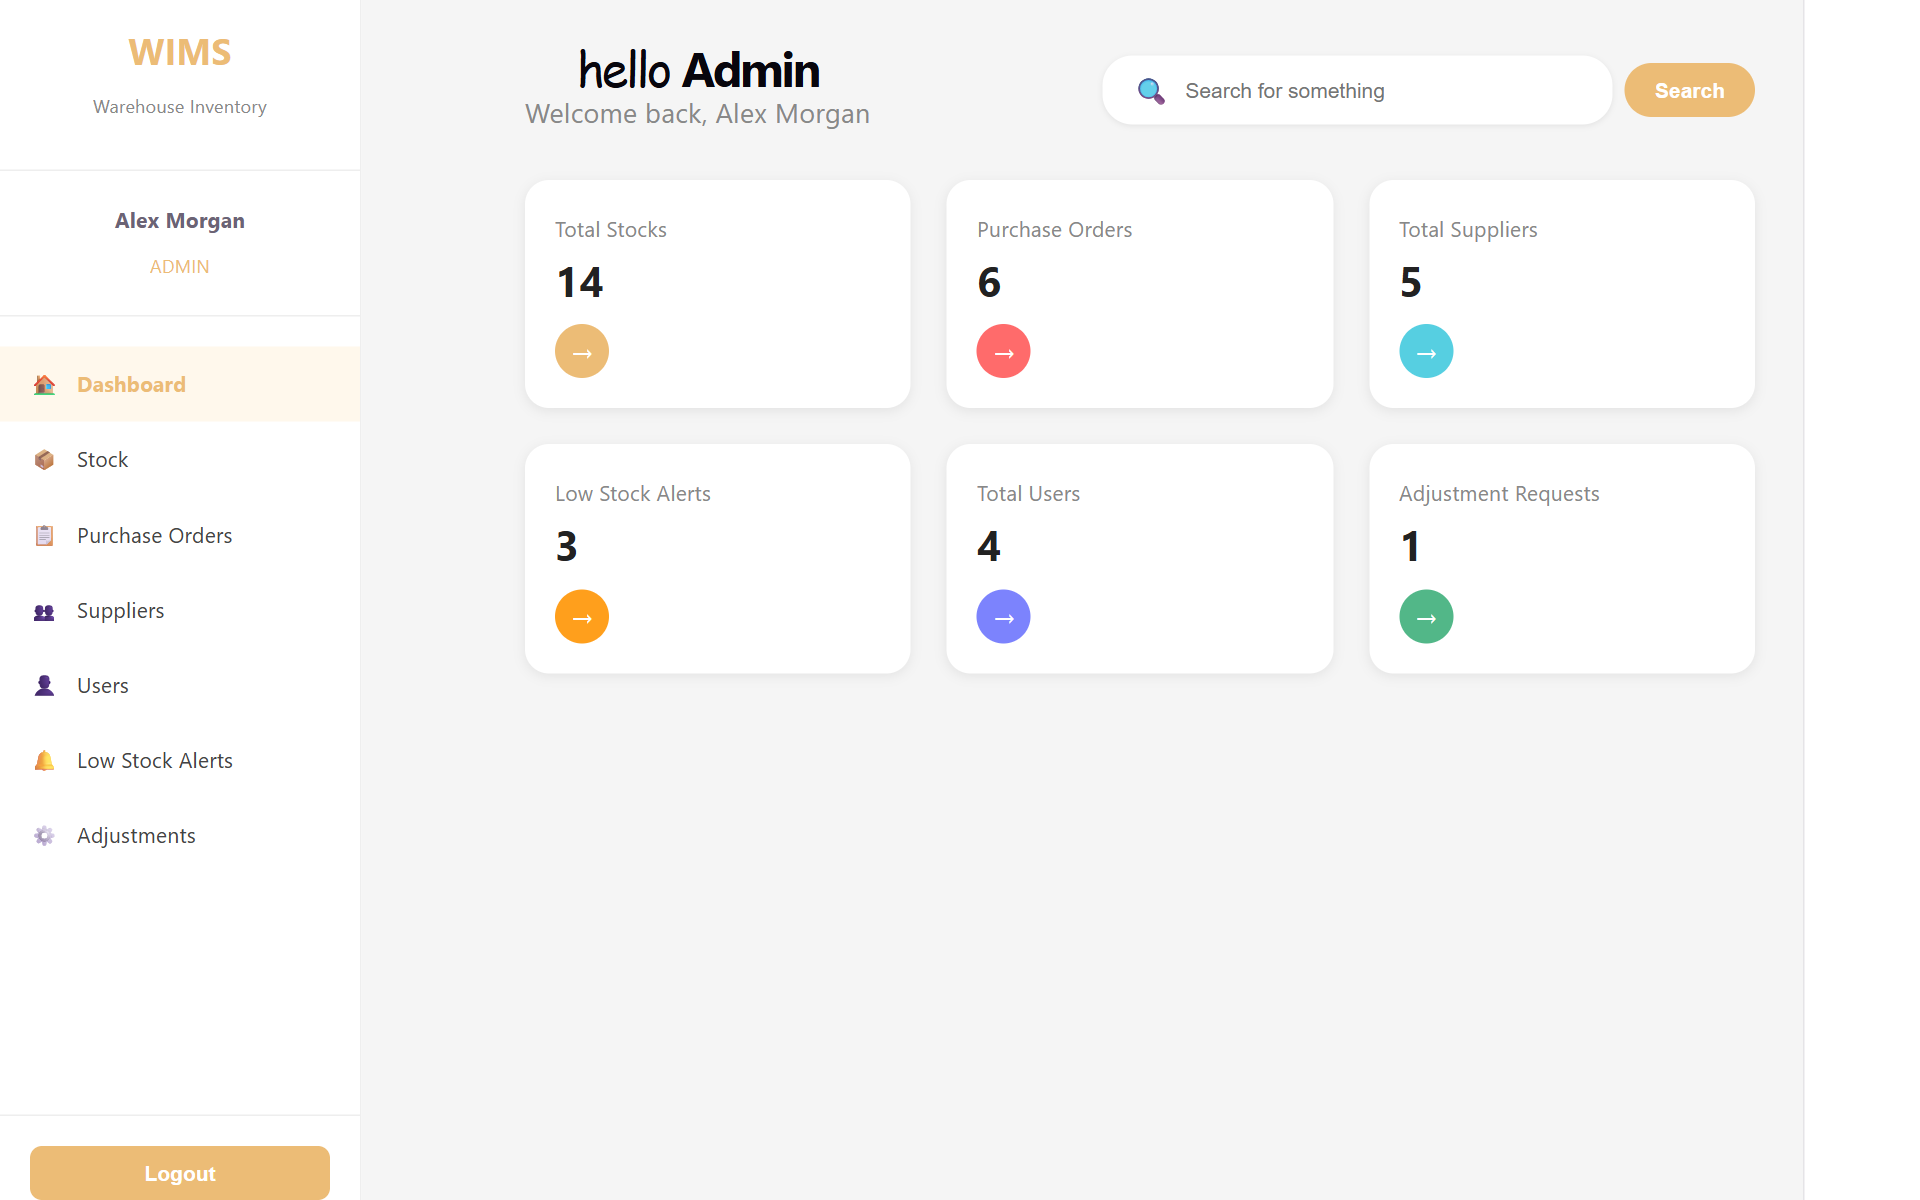 WIMS
Warehouse Inventory
Alex Morgan
ADMIN
Dashboard
Stock
Purchase Orders
Suppliers
Users
Low Stock Alerts
Adjustments
Logout
hello Admin
Welcome back, Alex Morgan
Search for something
Search
Total Stocks
14
→
Purchase Orders
6
→
Total Suppliers
5
→
Low Stock Alerts
3
→
Total Users
4
→
Adjustment Requests
1
→